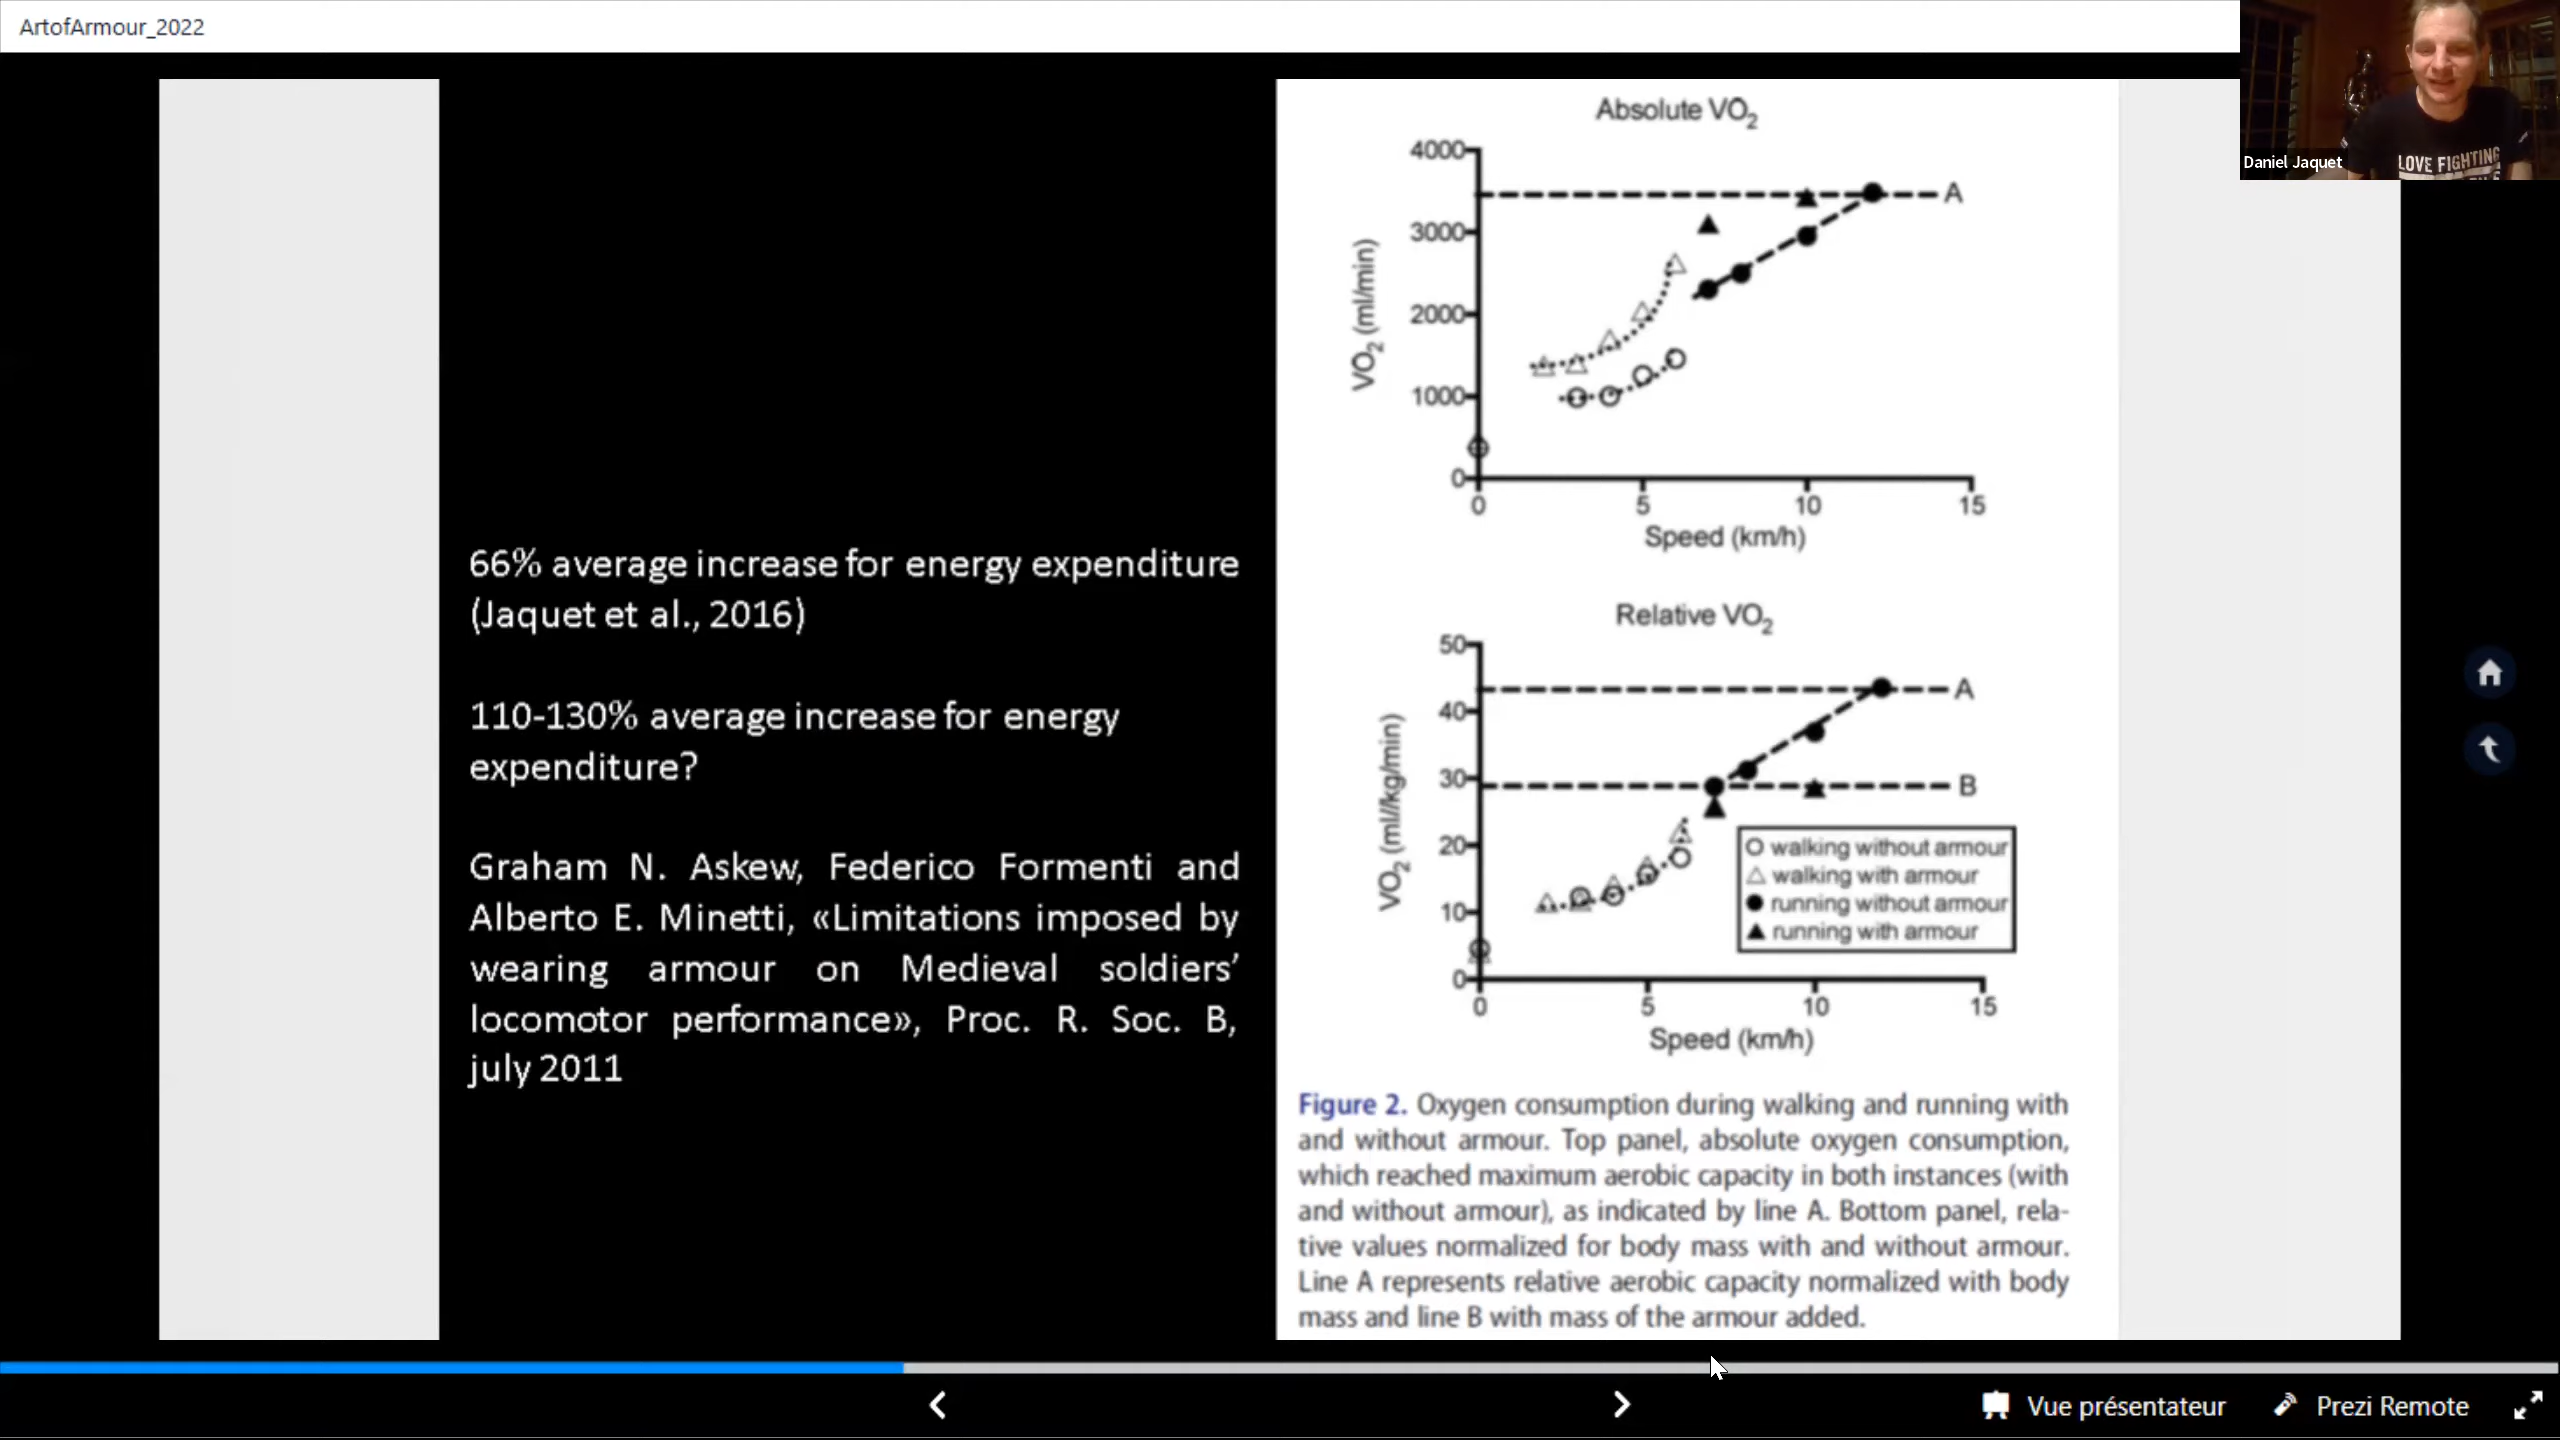 ArtofArmour_2022
Daniel Jaquet
LOVE FIGHTING
66% average increase for energy expenditure
(Jaquet et al., 2016)
110-130% average increase for energy
expenditure?
Graham N. Askew, Federico Formenti and
Alberto E. Minetti, «Limitations imposed by
wearing armour on Medieval soldiers’
locomotor performance», Proc. R. Soc. B,
july 2011
Absolute VO2
4000
3000
2000
1000
0
VO2 (ml/min)
A
0 5 10 15
Speed (km/h)
Relative VO2
50
40
30
20
10
0
VO2 (ml/kg/min)
A
B
walking without armour
walking with armour
running without armour
running with armour
0 5 10 15
Speed (km/h)
Figure 2. Oxygen consumption during walking and running with
and without armour. Top panel, absolute oxygen consumption,
which reached maximum aerobic capacity in both instances (with
and without armour), as indicated by line A. Bottom panel, rela-
tive values normalized for body mass with and without armour.
Line A represents relative aerobic capacity normalized with body
mass and line B with mass of the armour added.
Vue présentateur
Prezi Remote